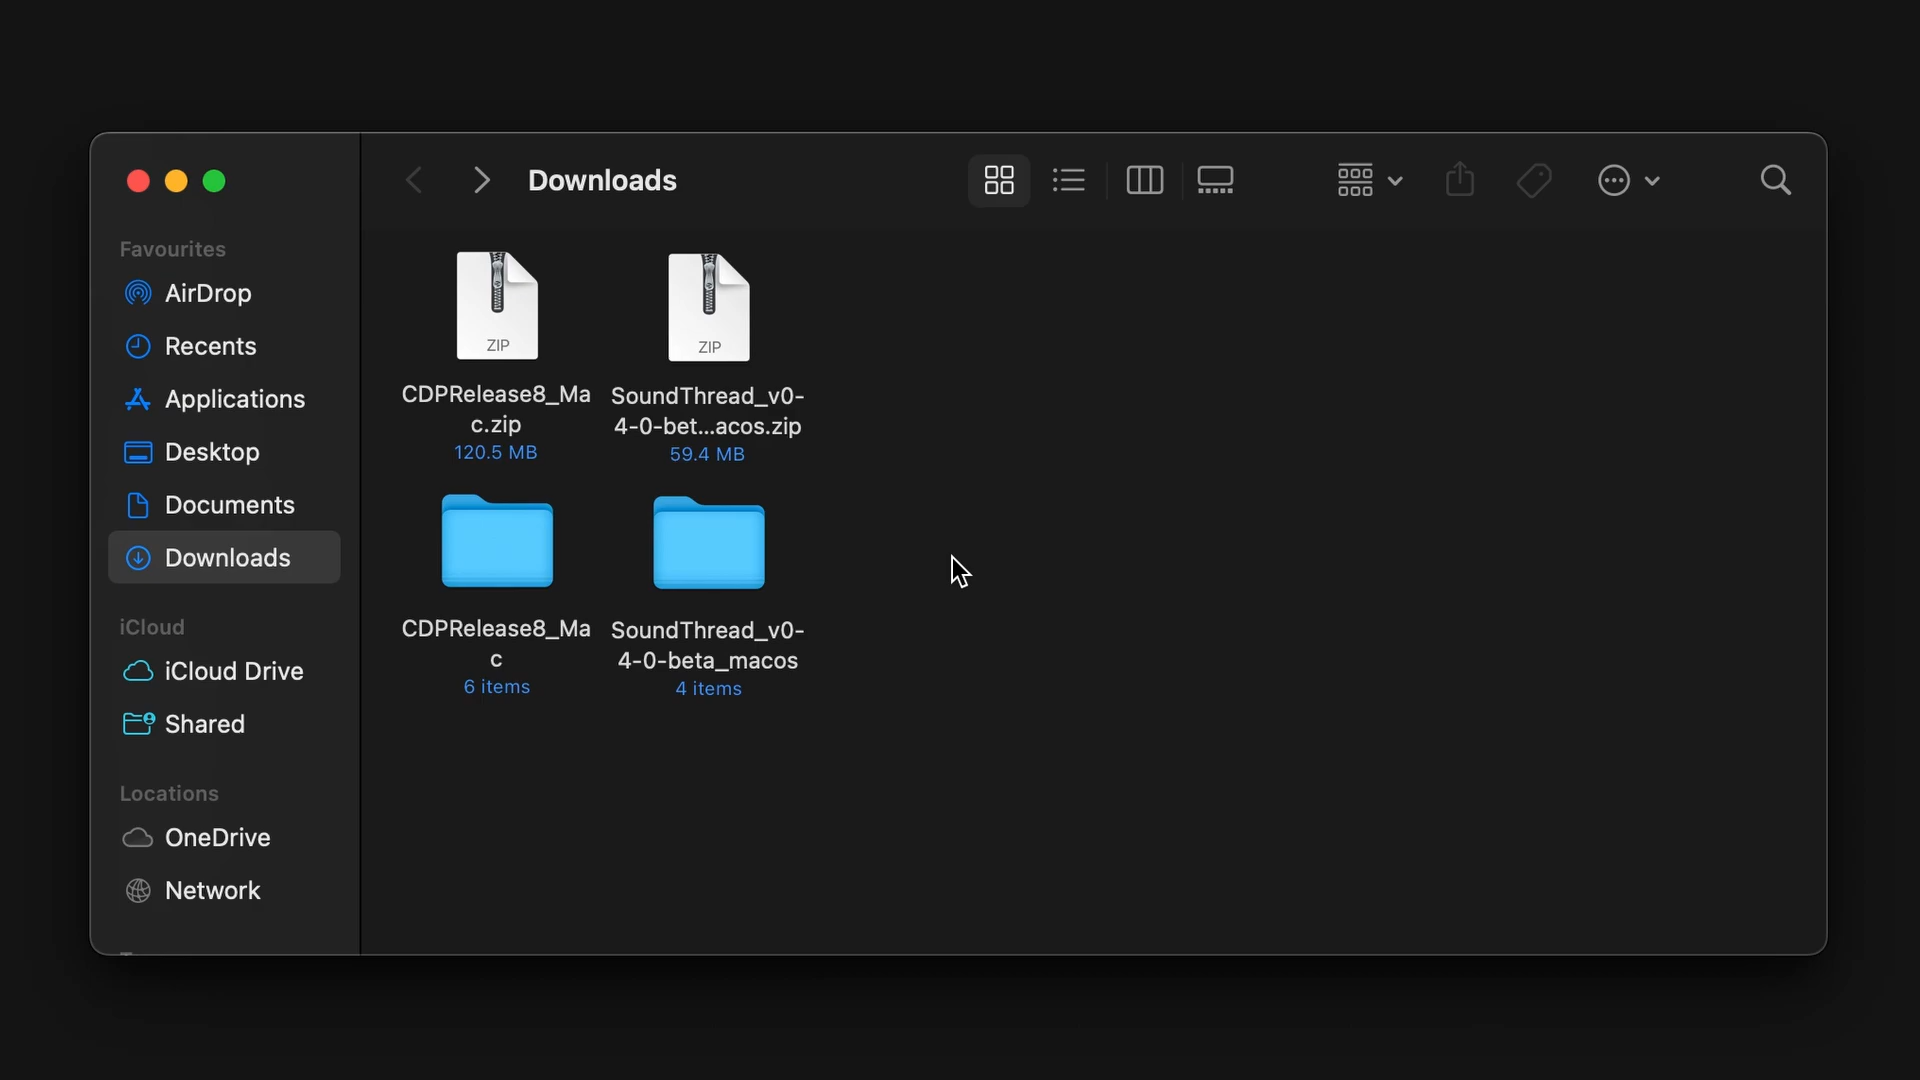 Downloads
Favourites
AirDrop
Recents
Applications
Desktop
Documents
Downloads
iCloud
iCloud Drive
Shared
Locations
OneDrive
Network
ZIP
CDPRelease8_Ma
c.zip
120.5 MB
ZIP
SoundThread_v0-
4-0-bet...acos.zip
59.4 MB
CDPRelease8_Ma
c
6 items
SoundThread_v0-
4-0-beta_macos
4 items